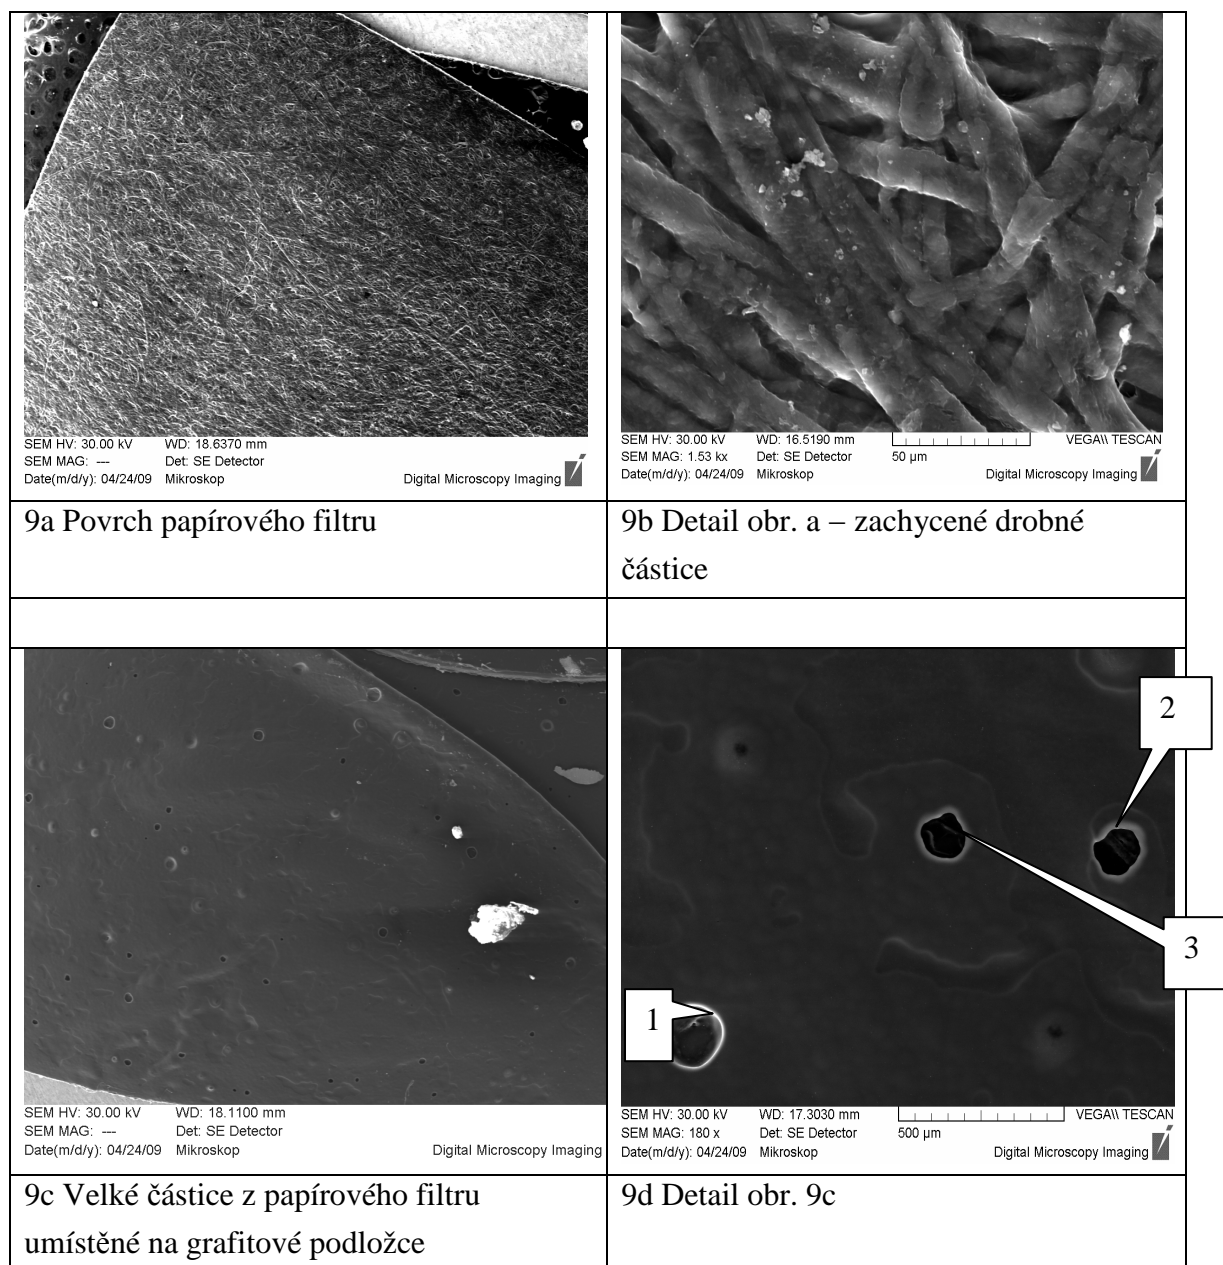 SEM HV: 30.00 kV WD: 18.6370 mm
SEM MAG: --- Det: SE Detector
Date(m/d/y): 04/24/09 Mikroskop Digital Microscopy Imaging
SEM HV: 30.00 kV WD: 16.5190 mm VEGA\\ TESCAN
SEM MAG: 1.53 kx Det: SE Detector 50 µm
Date(m/d/y): 04/24/09 Mikroskop Digital Microscopy Imaging
9a Povrch papírového filtru
9b Detail obr. a – zachycené drobné
částice
SEM HV: 30.00 kV WD: 18.1100 mm
SEM MAG: --- Det: SE Detector
Date(m/d/y): 04/24/09 Mikroskop Digital Microscopy Imaging
2
3
1
SEM HV: 30.00 kV WD: 17.3030 mm VEGA\\ TESCAN
SEM MAG: 180 x Det: SE Detector 500 µm
Date(m/d/y): 04/24/09 Mikroskop Digital Microscopy Imaging
9c Velké částice z papírového filtru
umístěné na grafitové podložce
9d Detail obr. 9c